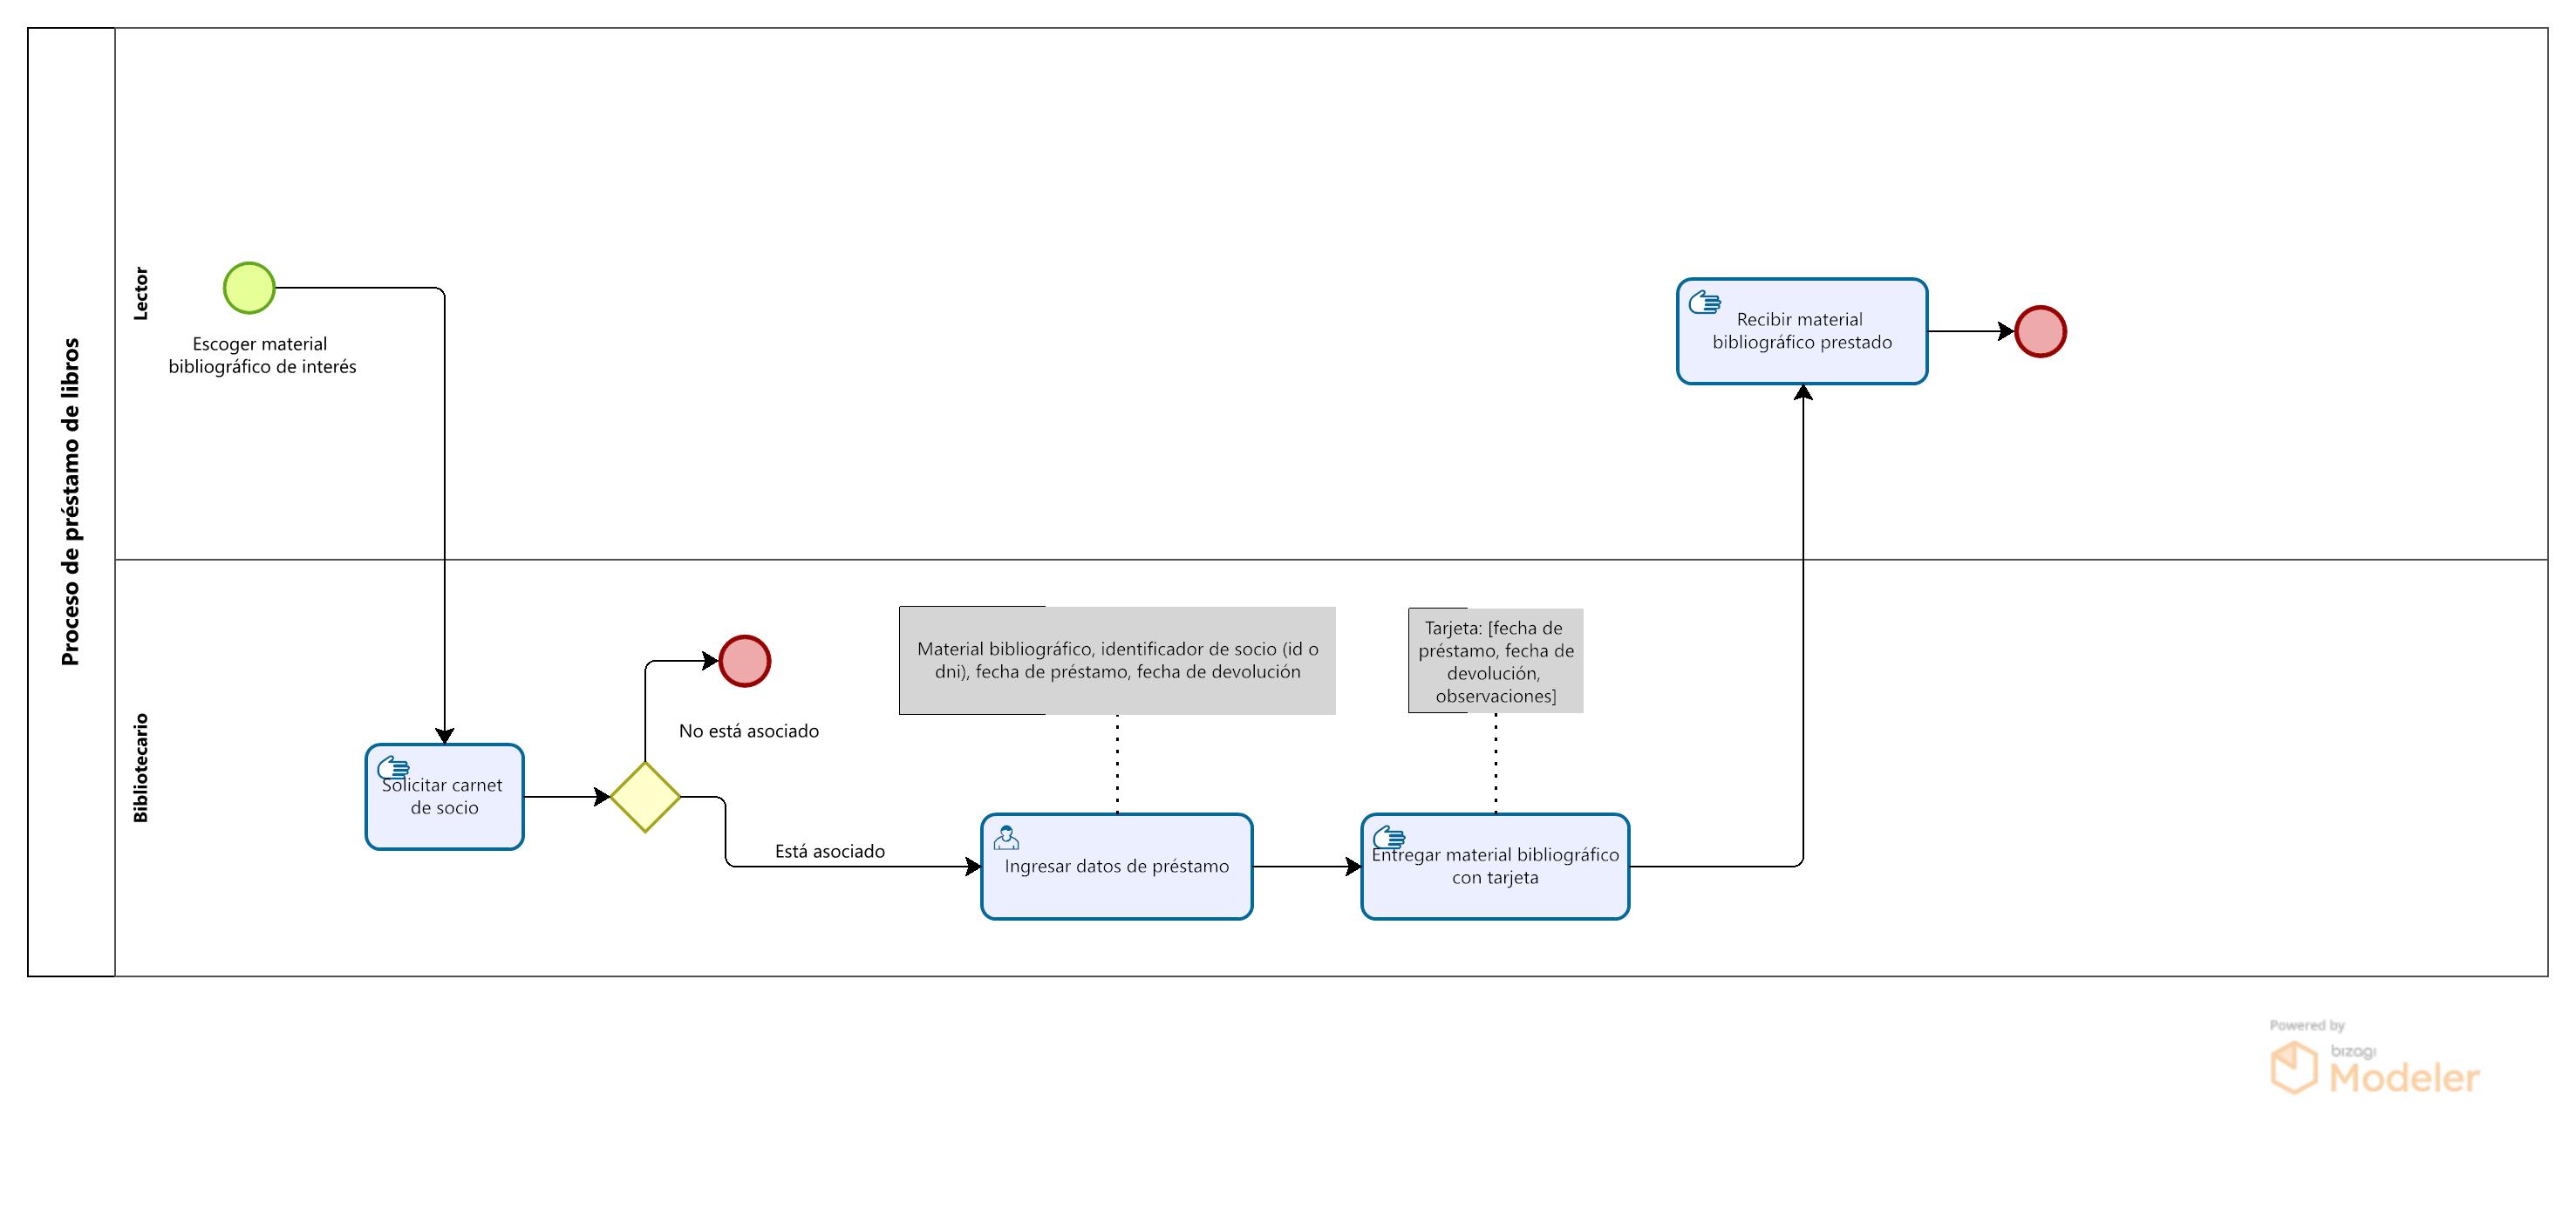 Proceso de préstamo de libros
Lector
Escoger material
bibliográfico de interés
Recibir material
bibliográfico prestado
Bibliotecario
Solicitar carnet
de socio
No está asociado
Está asociado
Material bibliográfico, identificador de socio (id o
dni), fecha de préstamo, fecha de devolución
Ingresar datos de préstamo
Tarjeta: [fecha de
préstamo, fecha de
devolución,
observaciones]
Entregar material bibliográfico
con tarjeta
Powered by
bizagi
Modeler